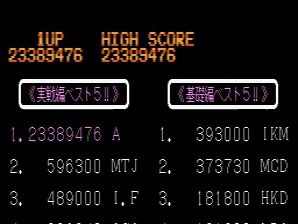 1UP HIGH SCORE
23389476 23389476
《実戦編ベスト5!!》 《基礎編ベスト5!!》
1.23389476 A 1. 393000 IKM
2. 596300 MTJ 2. 373730 MCD
3. 489000 I.F 3. 181800 HKD